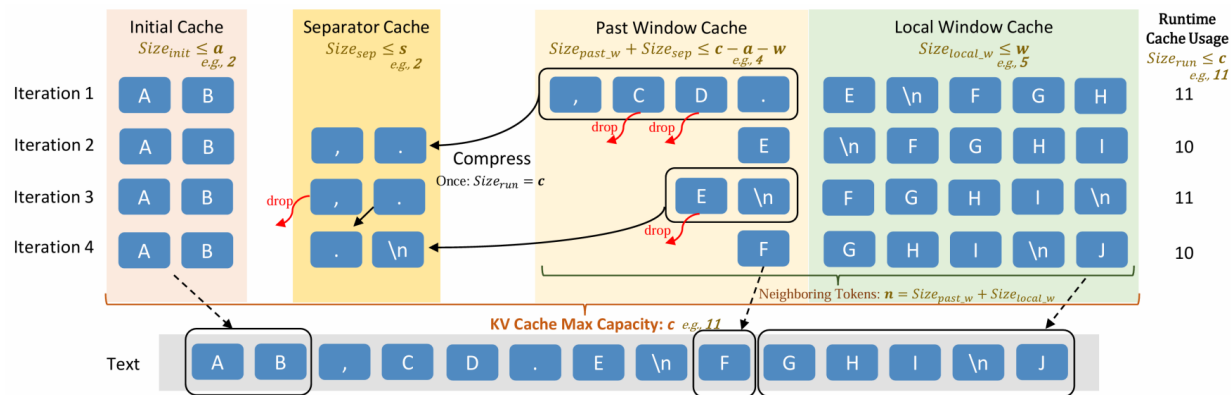 Initial Cache Separator Cache Past Window Cache Local Window Cache Runtime Cache Usage
Size_init ≤ a Size_sep ≤ s Size_past_w + Size_sep ≤ c − a − w Size_local_w ≤ w Size_run ≤ c
e.g., 2 e.g., 2 e.g., 4 e.g., 5 e.g., 11
Iteration 1 A B , C D . E \n F G H 11
drop drop
Iteration 2 A B , . E \n F G H I 10
Compress
Once: Size_run = c
Iteration 3 A B , . E \n F G H I \n 11
drop drop
Iteration 4 A B . \n F G H I \n J 10
Neighboring Tokens: n = Size_past_w + Size_local_w
KV Cache Max Capacity: c e.g., 11
Text A B , C D . E \n F G H I \n J